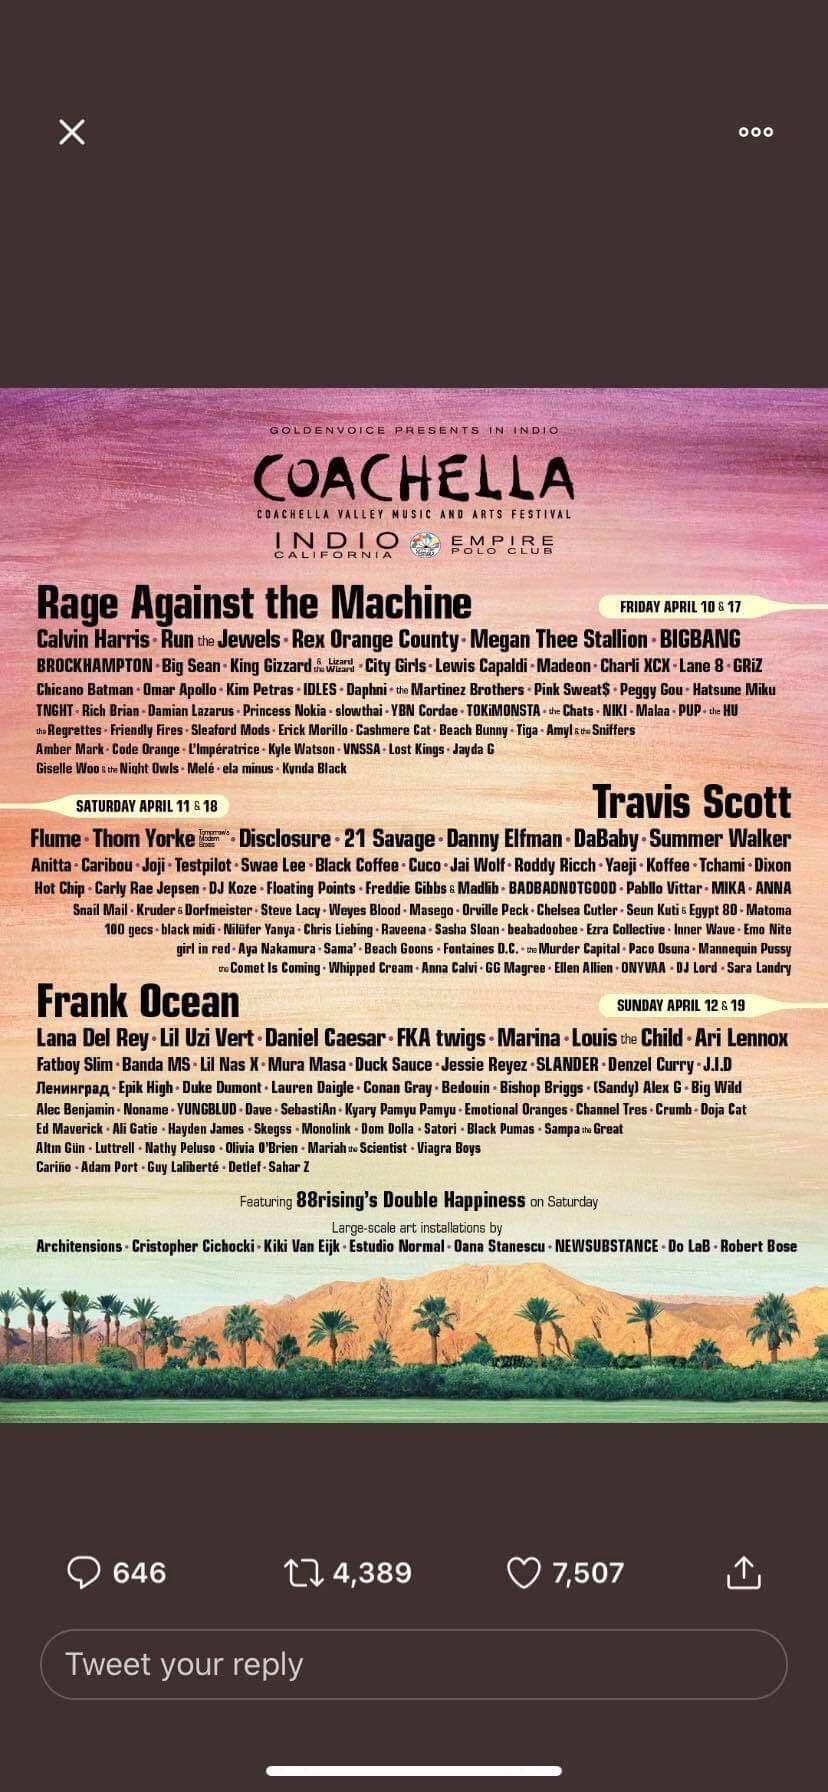 GOLDENVOICE PRESENTS IN INDIO
COACHELLA
COACHELLA VALLEY MUSIC AND ARTS FESTIVAL
INDIO EMPIRE
CALIFORNIA POLO CLUB
Rage Against the Machine FRIDAY APRIL 10 & 17
Calvin Harris • Run the Jewels • Rex Orange County • Megan Thee Stallion • BIGBANG
BROCKHAMPTON • Big Sean • King Gizzard & the Lizard Wizard • City Girls • Lewis Capaldi • Madeon • Charli XCX • Lane 8 • GRiZ
Chicano Batman • Omar Apollo • Kim Petras • IDLES • Daphni • the Martinez Brothers • Pink Sweat$ • Peggy Gou • Hatsune Miku
TNGHT • Rich Brian • Damian Lazarus • Princess Nokia • slowthai • YBN Cordae • TOKiMONSTA • the Chats • NIKI • Malaa • PUP • the HU
the Regrettes • Friendly Fires • Sleaford Mods • Erick Morillo • Cashmere Cat • Beach Bunny • Tiga • Amyl & the Sniffers
Amber Mark • Code Orange • L'Impératrice • Kyle Watson • VNSSA • Lost Kings • Jayda G
Giselle Woo & the Night Owls • Melé • ela minus • Kynda Black
SATURDAY APRIL 11 & 18 Travis Scott
Flume • Thom Yorke Tomorrow's Modern Boxes • Disclosure • 21 Savage • Danny Elfman • DaBaby • Summer Walker
Anitta • Caribou • Joji • Testpilot • Swae Lee • Black Coffee • Cuco • Jai Wolf • Roddy Ricch • Yaeji • Koffee • Tchami • Dixon
Hot Chip • Carly Rae Jepsen • DJ Koze • Floating Points • Freddie Gibbs & Madlib • BADBADNOTGOOD • Pabllo Vittar • MIKA • ANNA
Snail Mail • Kruder & Dorfmeister • Steve Lacy • Weyes Blood • Masego • Orville Peck • Chelsea Cutler • Seun Kuti & Egypt 80 • Matoma
100 gecs • black midi • Nilüfer Yanya • Chris Liebing • Raveena • Sasha Sloan • beabadoobee • Ezra Collective • Inner Wave • Emo Nite
girl in red • Aya Nakamura • Sama' • Beach Goons • Fontaines D.C. • the Murder Capital • Paco Osuna • Mannequin Pussy
the Comet Is Coming • Whipped Cream • Anna Calvi • GG Magree • Ellen Allien • ONYVAA • DJ Lord • Sara Landry
Frank Ocean SUNDAY APRIL 12 & 19
Lana Del Rey • Lil Uzi Vert • Daniel Caesar • FKA twigs • Marina • Louis the Child • Ari Lennox
Fatboy Slim • Banda MS • Lil Nas X • Mura Masa • Duck Sauce • Jessie Reyez • SLANDER • Denzel Curry • J.I.D
Ленинград • Epik High • Duke Dumont • Lauren Daigle • Conan Gray • Bedouin • Bishop Briggs • (Sandy) Alex G • Big Wild
Alec Benjamin • Noname • YUNGBLUD • Dave • SebastiAn • Kyary Pamyu Pamyu • Emotional Oranges • Channel Tres • Crumb • Doja Cat
Ed Maverick • Ali Gatie • Hayden James • Skegss • Monolink • Dom Dolla • Satori • Black Pumas • Sampa the Great
Altın Gün • Luttrell • Nathy Peluso • Olivia O'Brien • Mariah the Scientist • Viagra Boys
Cariño • Adam Port • Guy Laliberté • Detlef • Sahar Z
Featuring 88rising's Double Happiness on Saturday
Large-scale art installations by
Architensions • Cristopher Cichocki • Kiki Van Eijk • Estudio Normal • Oana Stanescu • NEWSUBSTANCE • Do LaB • Robert Bose
646 4,389 7,507
Tweet your reply